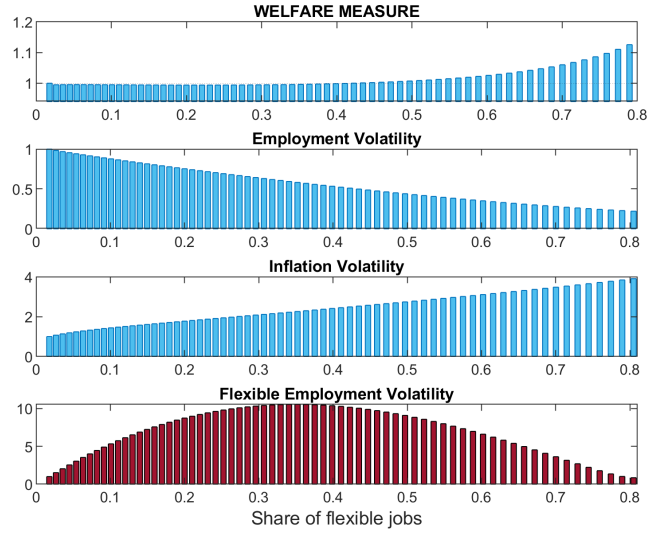 WELFARE MEASURE
1.2
1.1
1
0 0.1 0.2 0.3 0.4 0.5 0.6 0.7 0.8
Employment Volatility
1
0.5
0
0 0.1 0.2 0.3 0.4 0.5 0.6 0.7 0.8
Inflation Volatility
4
2
0
0 0.1 0.2 0.3 0.4 0.5 0.6 0.7 0.8
Flexible Employment Volatility
10
5
0
0 0.1 0.2 0.3 0.4 0.5 0.6 0.7 0.8
Share of flexible jobs